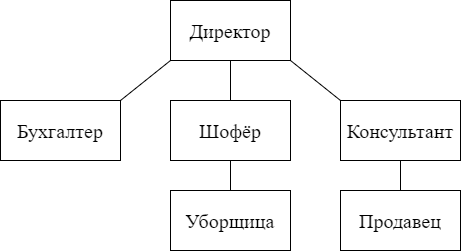 Директор
Бухгалтер
Шофёр
Консультант
Уборщица
Продавец